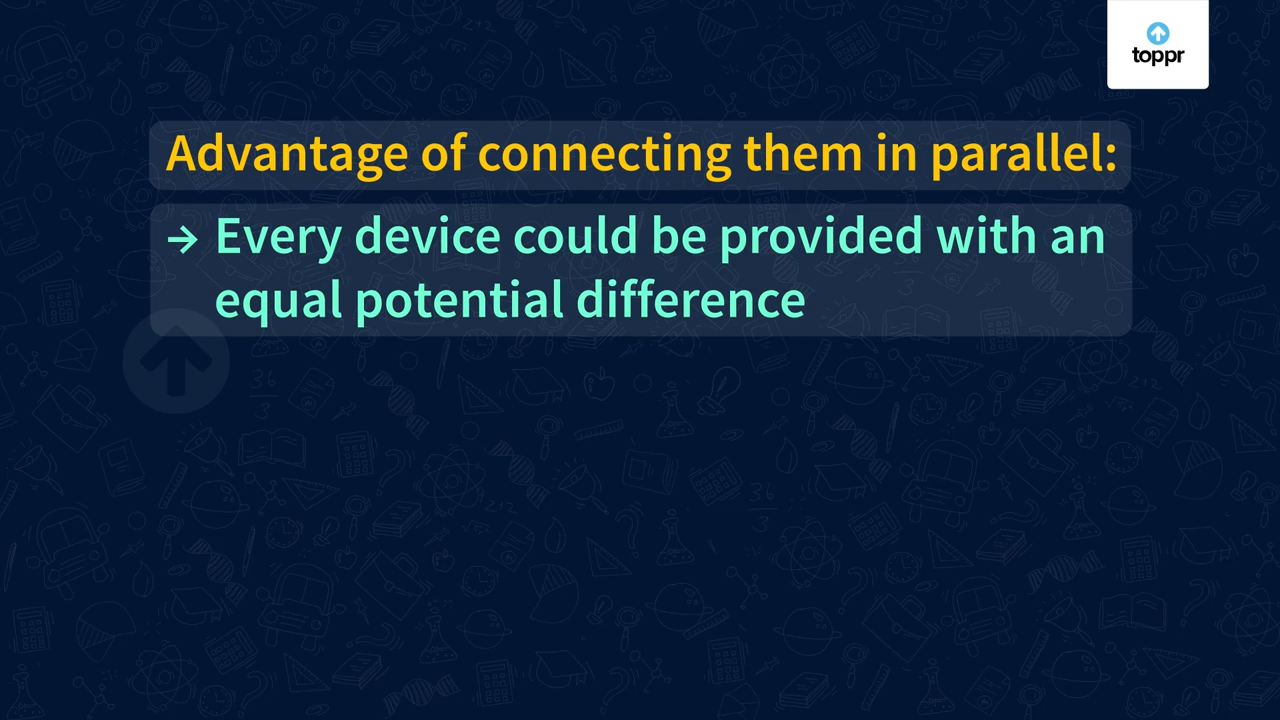 toppr
Advantage of connecting them in parallel:
→ Every device could be provided with an
equal potential difference